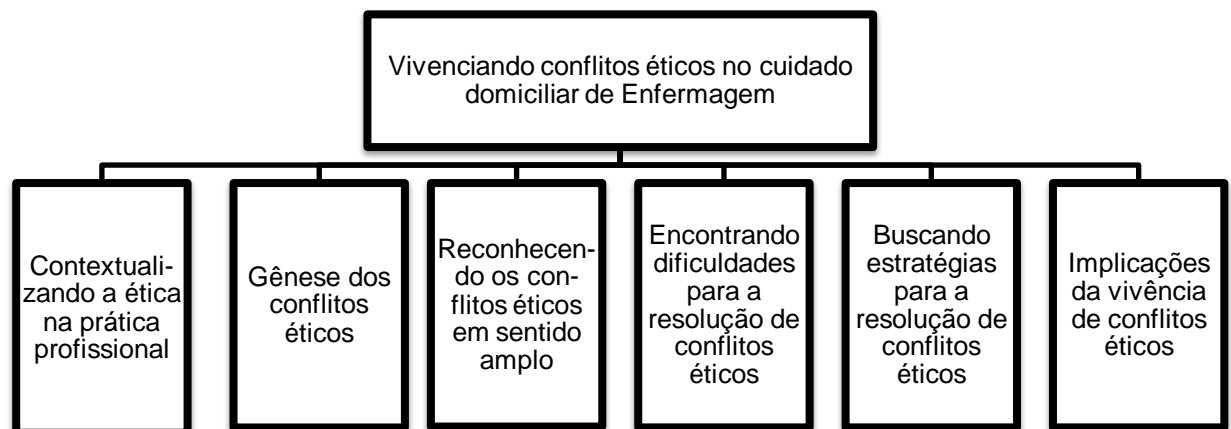 Vivenciando conflitos éticos no cuidado
domiciliar de Enfermagem
Contextuali-
zando a ética
na prática
profissional
Gênese dos
conflitos
éticos
Reconhecen-
do os con-
flitos éticos
em sentido
amplo
Encontrando
dificuldades
para a
resolução de
conflitos
éticos
Buscando
estratégias
para a
resolução de
conflitos
éticos
Implicações
da vivência
de conflitos
éticos